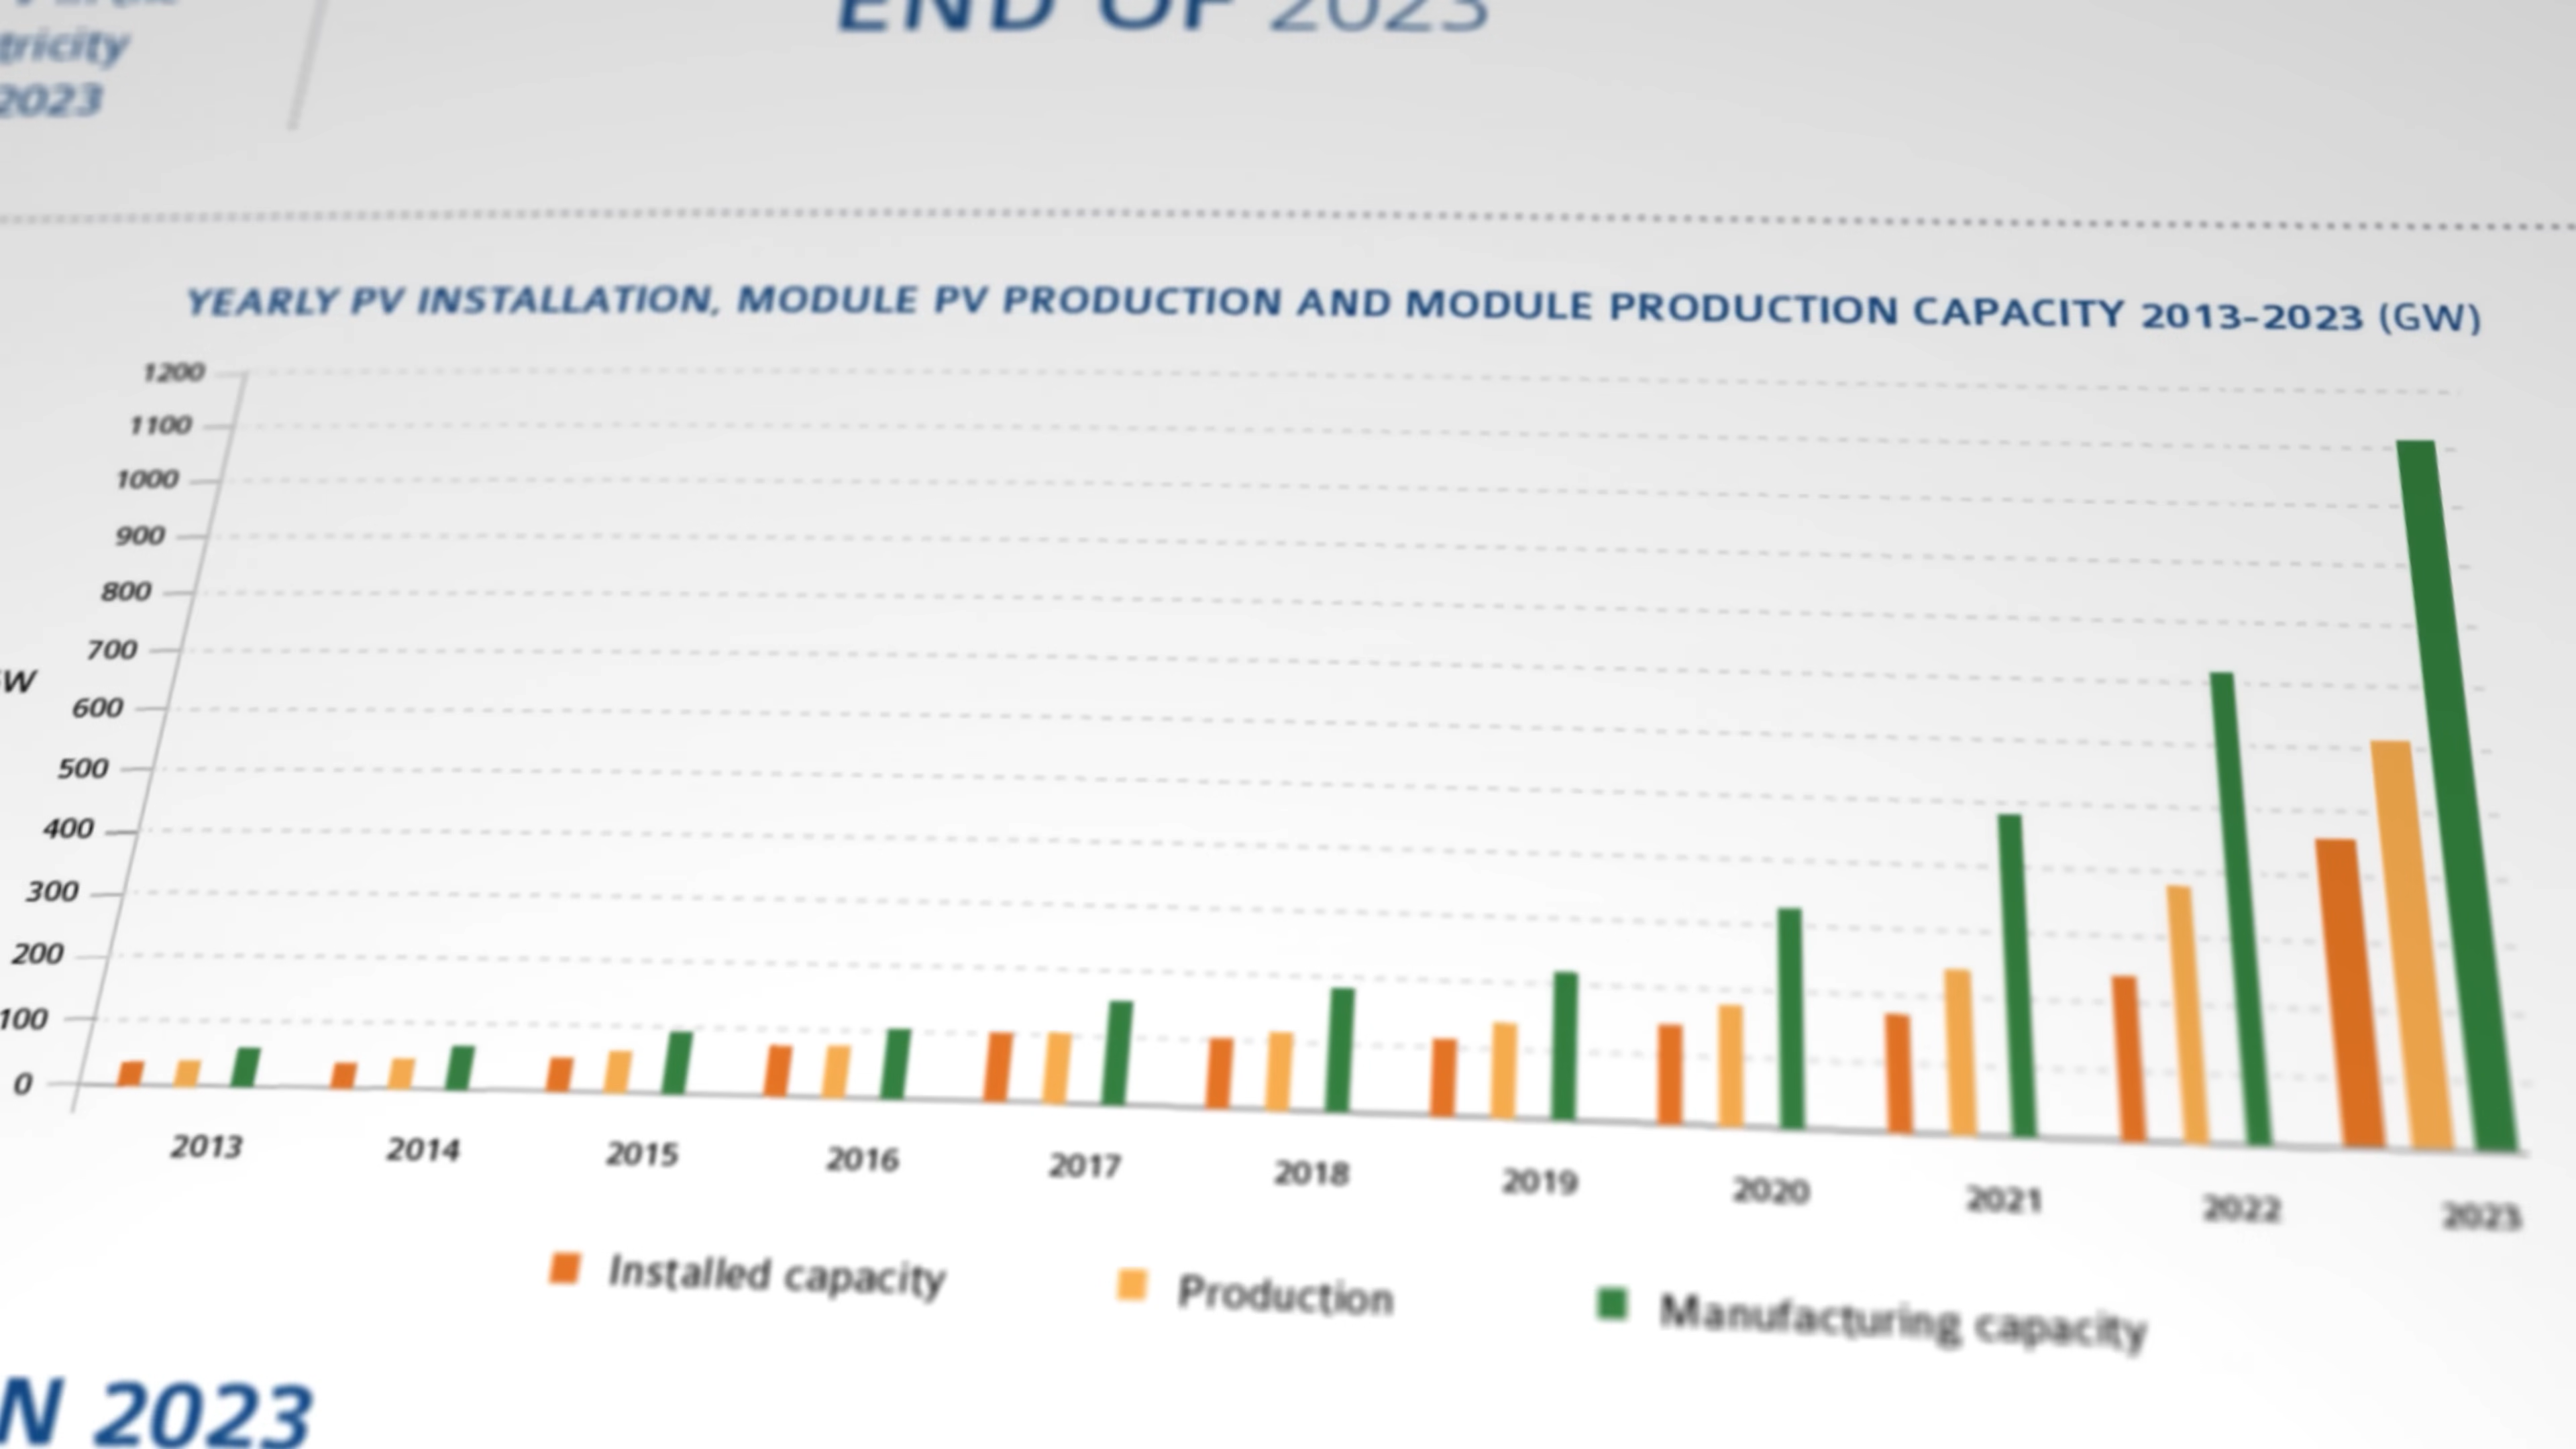 tricity
2023
END OF 2023
YEARLY PV INSTALLATION, MODULE PV PRODUCTION AND MODULE PRODUCTION CAPACITY 2013-2023 (GW)
1200
1100
1000
900
800
700
GW
600
500
400
300
200
100
0
2013 2014 2015 2016 2017 2018 2019 2020 2021 2022 2023
Installed capacity Production Manufacturing capacity
N 2023